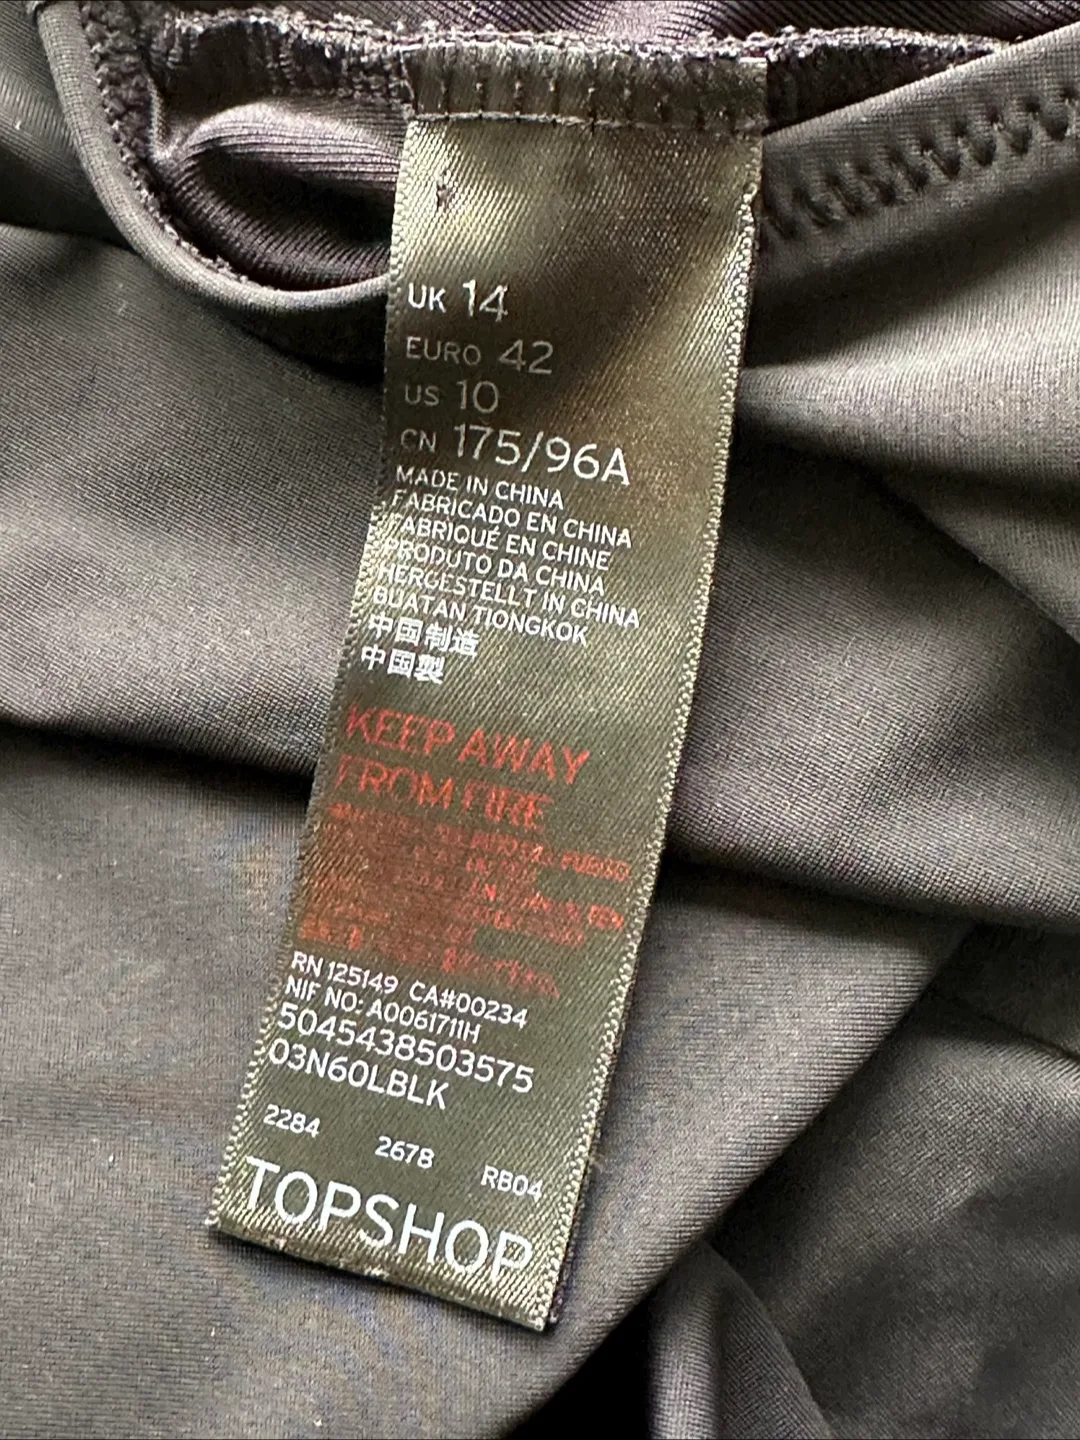 UK 14
EURO 42
US 10
CN 175/96A
MADE IN CHINA
FABRICADO EN CHINA
FABRIQUÉ EN CHINE
PRODUTO DA CHINA
HERGESTELLT IN CHINA
BUATAN TIONGKOK
中国制造
中国製
KEEP AWAY
FROM FIRE
FUEGO
RN 125149 CA#00234
NIF NO: A0061711H
5045438503575
03N60LBLK
2284 2678 RB04
TOPSHOP